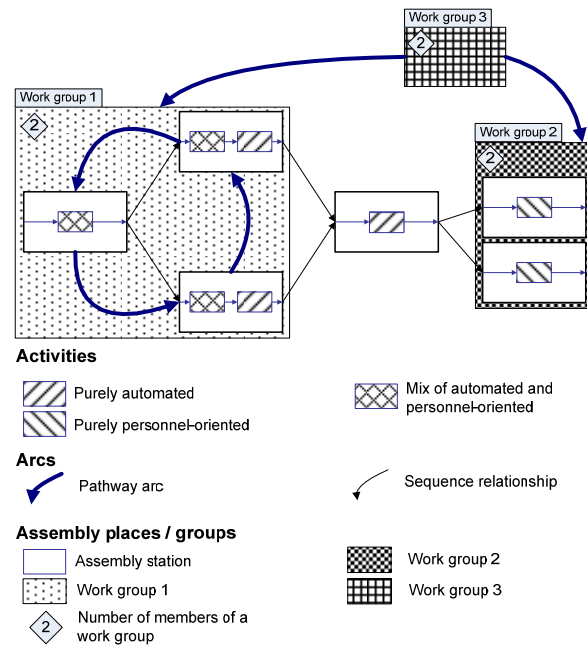 Work group 3
2
Work group 1
2
Work group 2
2
Activities
Purely automated
Purely personnel-oriented
Mix of automated and
personnel-oriented
Arcs
Pathway arc
Sequence relationship
Assembly places / groups
Assembly station
Work group 1
2
Number of members of a
work group
Work group 2
Work group 3